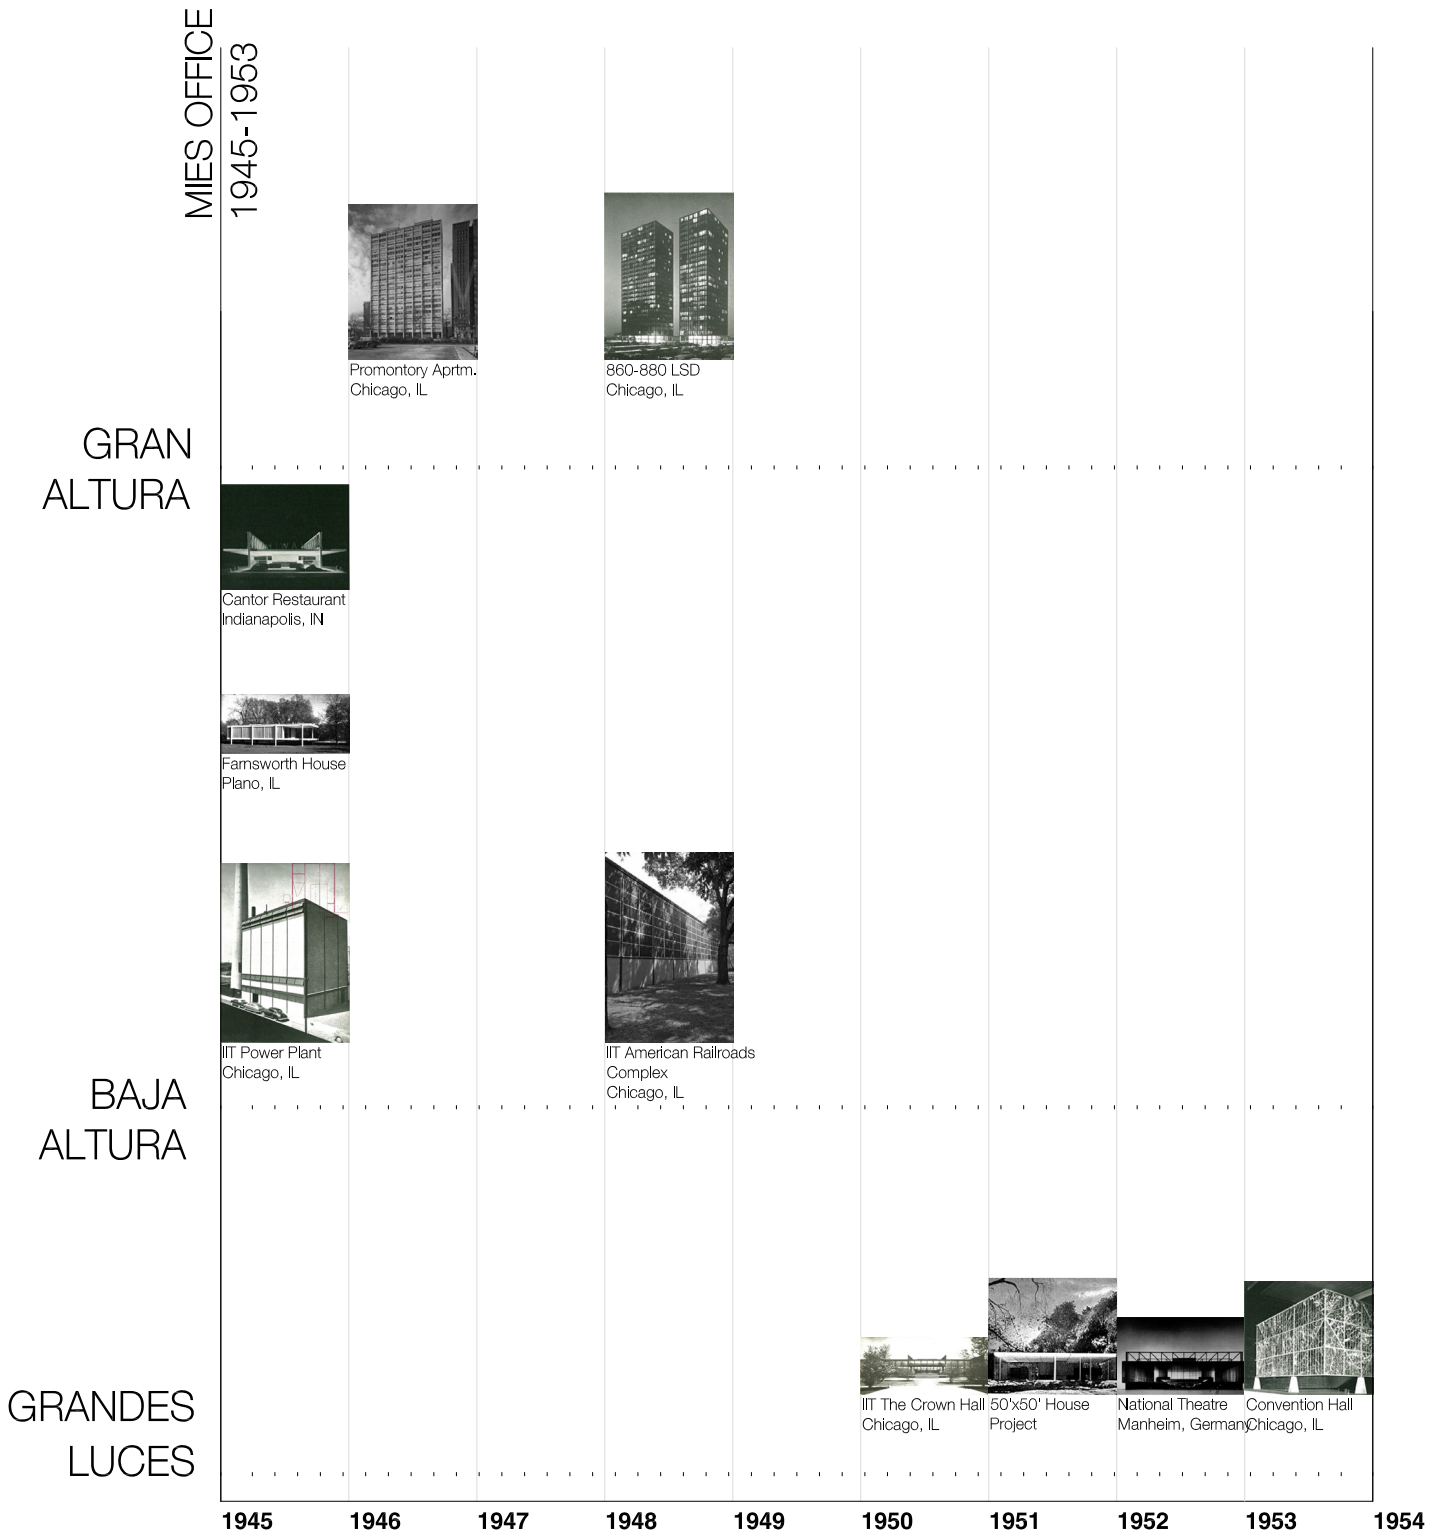 MIES OFFICE
1945-1953
Promontory Aprtm.
Chicago, IL
860-880 LSD
Chicago, IL
GRAN
ALTURA
Cantor Restaurant
Indianapolis, IN
Farnsworth House
Plano, IL
IIT Power Plant
Chicago, IL
IIT American Railroads
Complex
Chicago, IL
BAJA
ALTURA
IIT The Crown Hall
Chicago, IL
50'x50' House
Project
National Theatre
Manheim, Germany
Convention Hall
Chicago, IL
GRANDES
LUCES
1945 1946 1947 1948 1949 1950 1951 1952 1953 1954